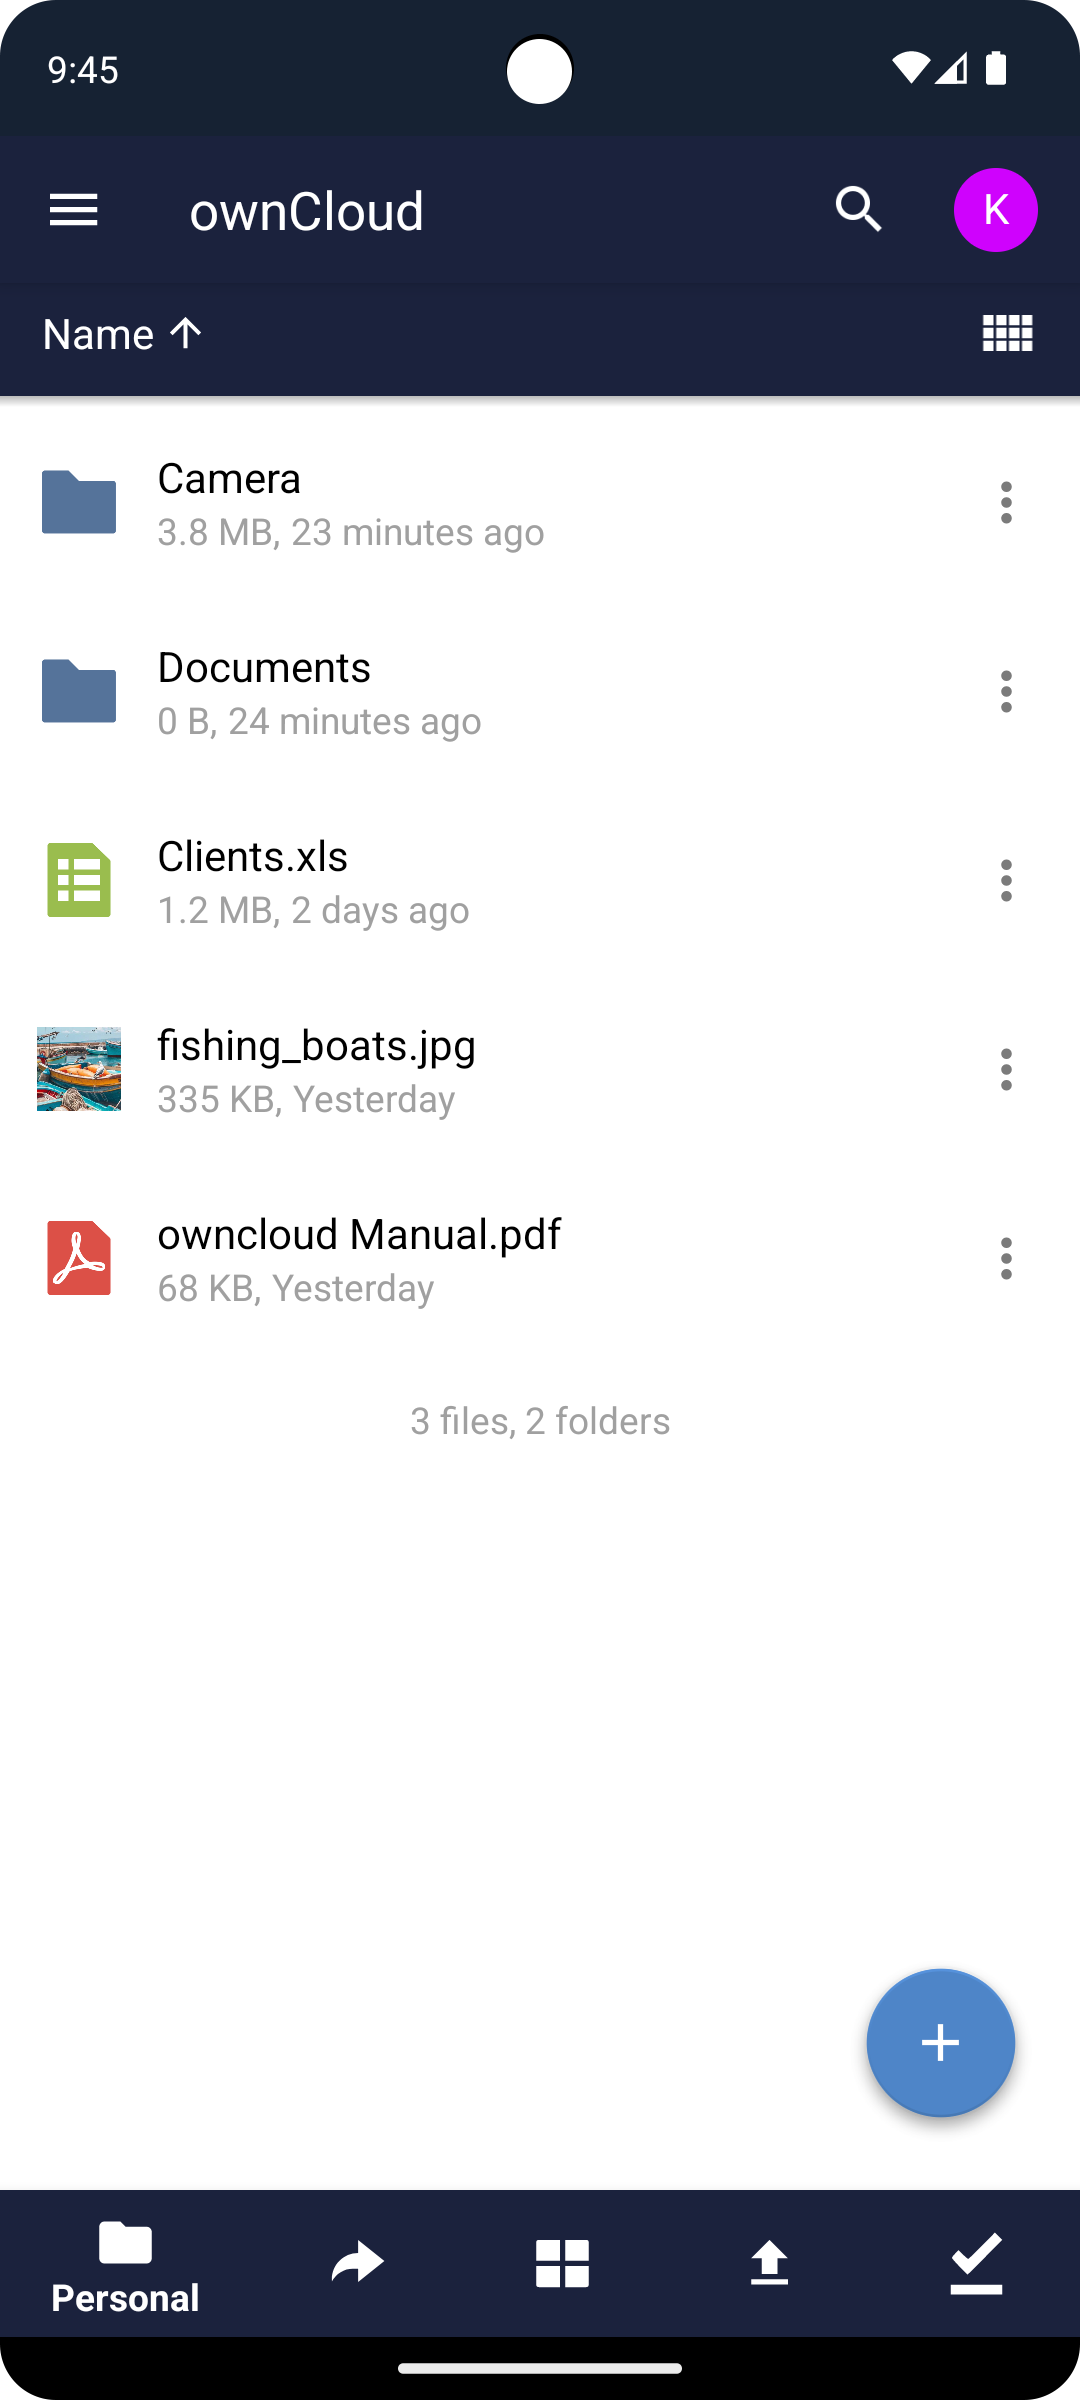 9:45
ownCloud
K
Name
Camera
3.8 MB, 23 minutes ago
Documents
0 B, 24 minutes ago
Clients.xls
1.2 MB, 2 days ago
fishing_boats.jpg
335 KB, Yesterday
owncloud Manual.pdf
68 KB, Yesterday
3 files, 2 folders
Personal